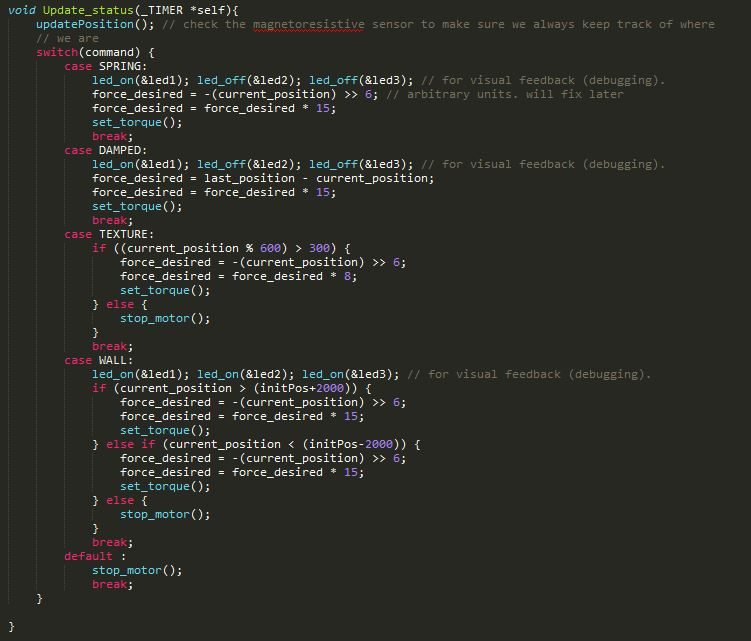 void Update_status(_TIMER *self){
    updatePosition(); // check the magnetoresistive sensor to make sure we always keep track of where
    // we are
    switch(command) {
        case SPRING:
            led_on(&led1); led_off(&led2); led_off(&led3); // for visual feedback (debugging).
            force_desired = -(current_position) >> 6; // arbitrary units. will fix later
            force_desired = force_desired * 15;
            set_torque();
            break;
        case DAMPED:
            led_on(&led1); led_off(&led2); led_off(&led3); // for visual feedback (debugging).
            force_desired = last_position - current_position;
            force_desired = force_desired * 15;
            set_torque();
            break;
        case TEXTURE:
            if ((current_position % 600) > 300) {
                force_desired = -(current_position) >> 6;
                force_desired = force_desired * 8;
                set_torque();
            } else {
                stop_motor();
            }
            break;
        case WALL:
            led_on(&led1); led_on(&led2); led_on(&led3); // for visual feedback (debugging).
            if (current_position > (initPos+2000)) {
                force_desired = -(current_position) >> 6;
                force_desired = force_desired * 15;
                set_torque();
            } else if (current_position < (initPos-2000)) {
                force_desired = -(current_position) >> 6;
                force_desired = force_desired * 15;
                set_torque();
            } else {
                stop_motor();
            }
            break;
        default :
            stop_motor();
            break;
    }

}